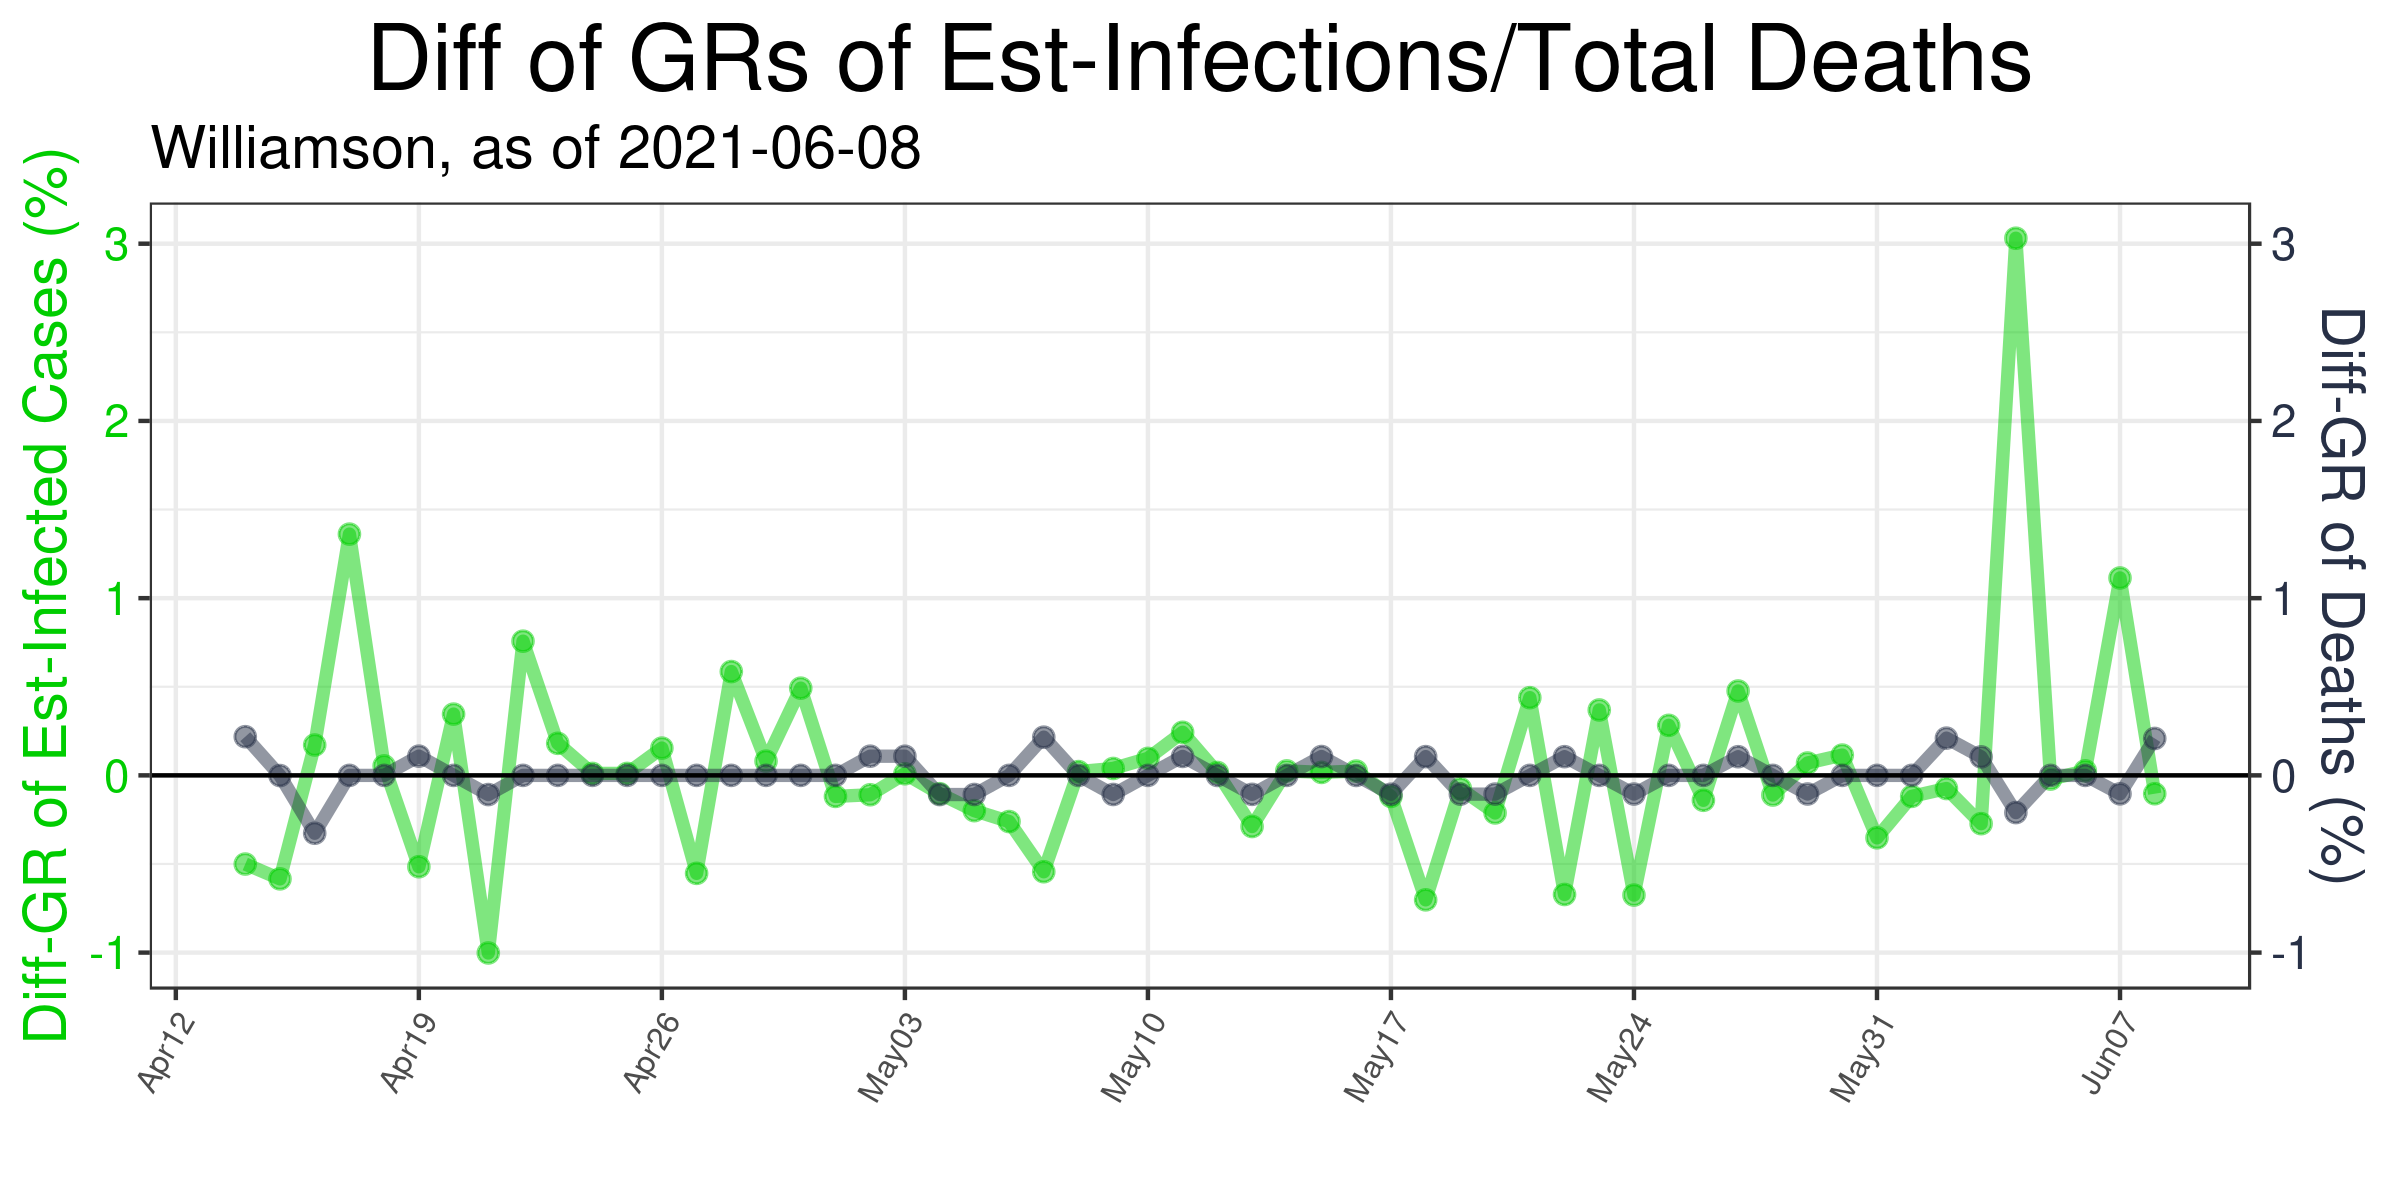 Diff of GRs of Est-Infections/Total Deaths
Williamson, as of 2021-06-08
Diff-GR of Est-Infected Cases (%)
3
2
1
0
-1
3
2
1
0
-1
Diff-GR of Deaths (%)
Apr12
Apr19
Apr26
May03
May10
May17
May24
May31
Jun07